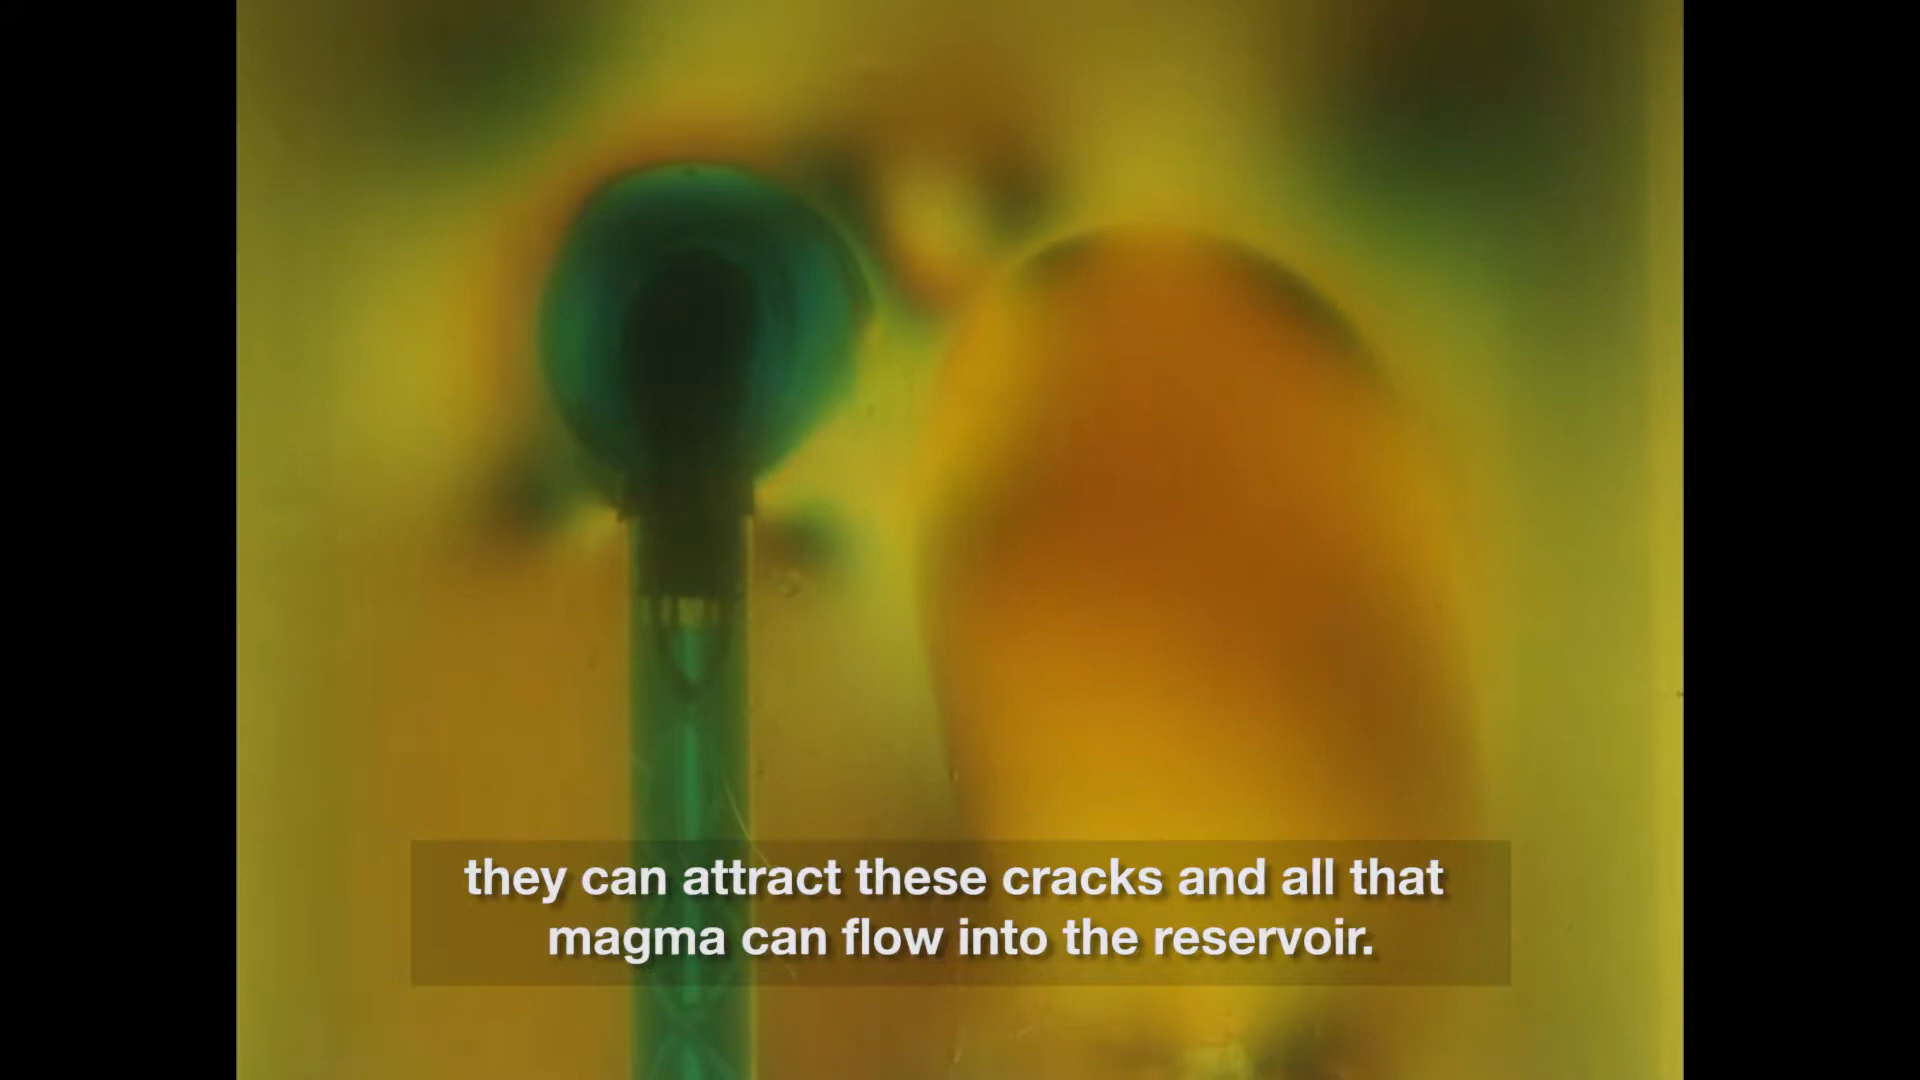 they can attract these cracks and all that
magma can flow into the reservoir.